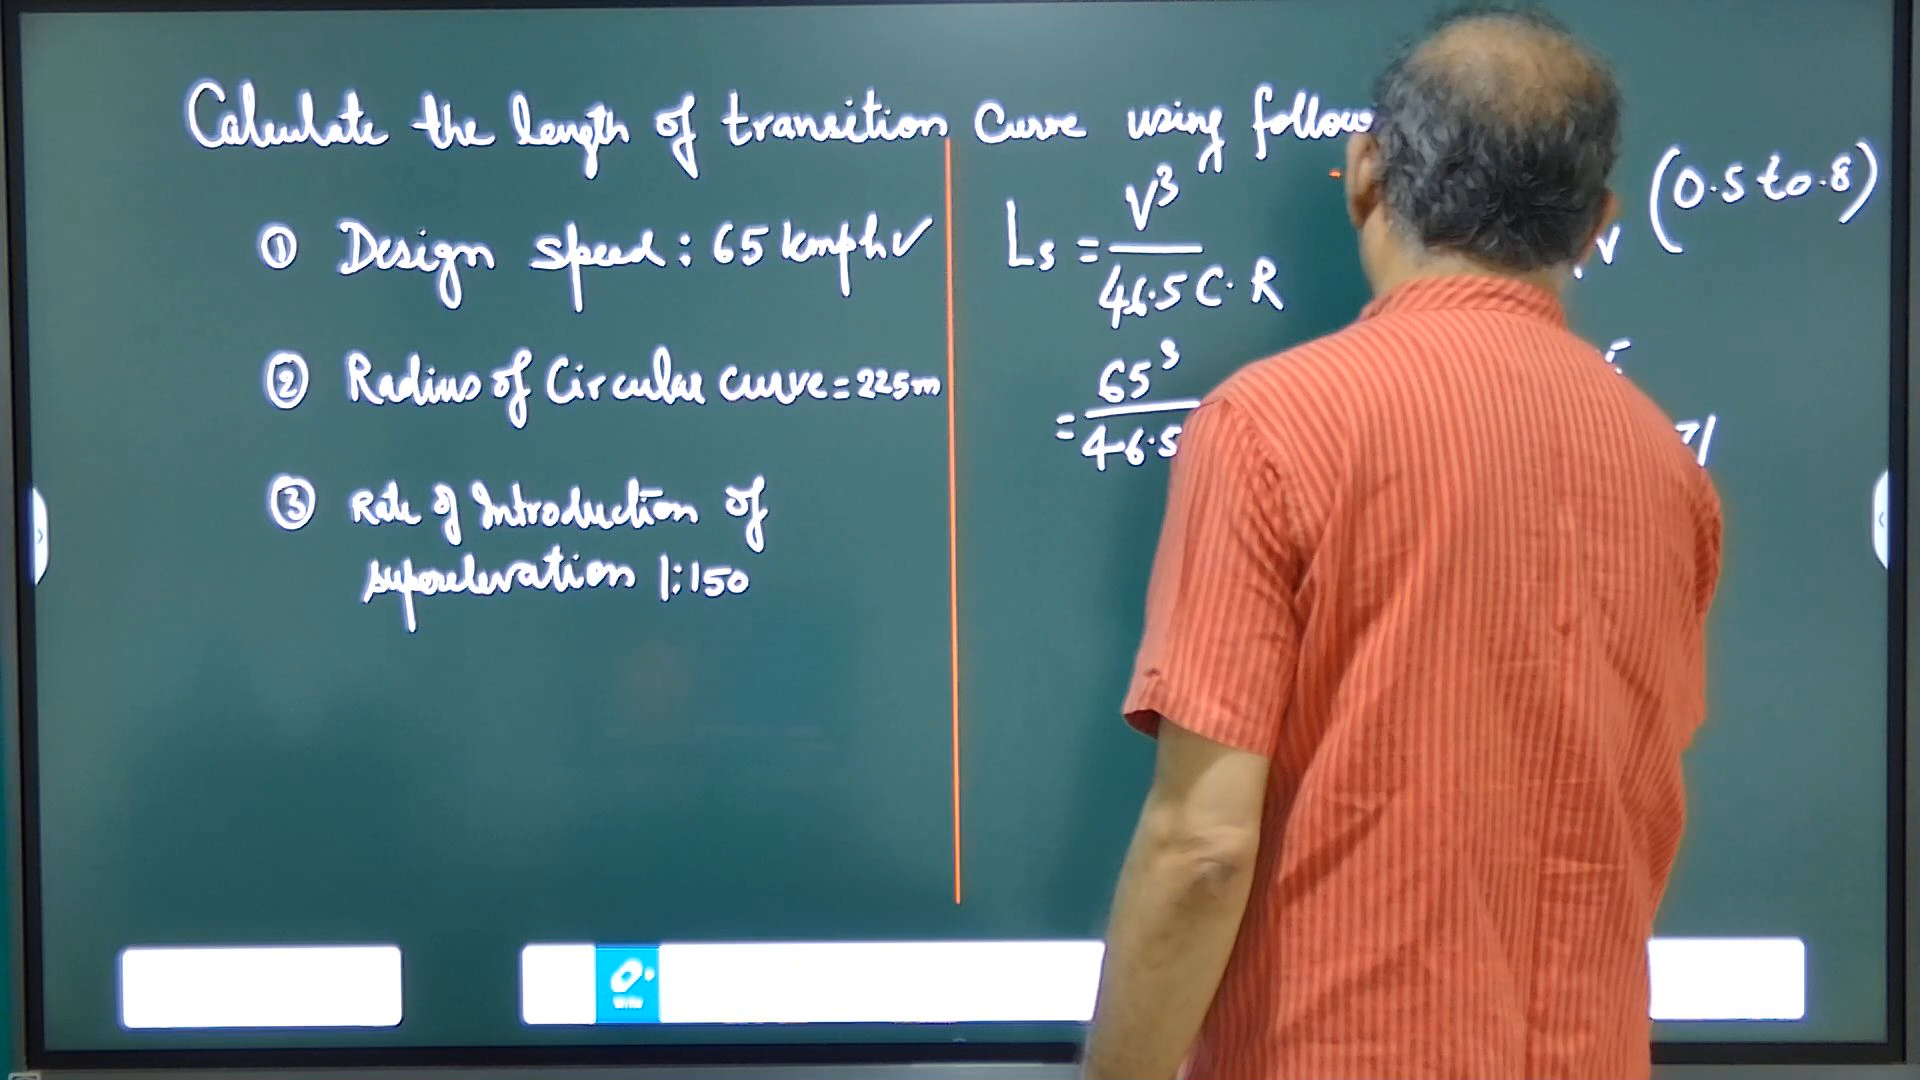 Calculate the length of transition Curve using follow
① Design speed : 65 kmph ✓
② Radius of Circular curve = 225m
③ Rate of Introduction of
superelevation 1:150
Ls = V³ / 46.5 C. R
= 65³ / 46.5
(0.5 to .8)
V